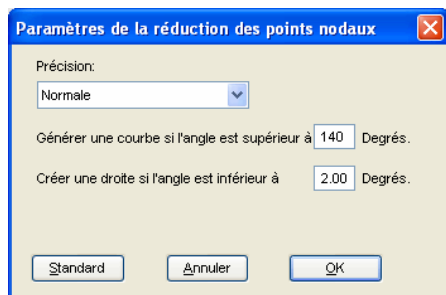 Paramètres de la réduction des points nodaux
Précision:
Normale
Générer une courbe si l'angle est supérieur à 140 Degrés.
Créer une droite si l'angle est inférieur à 2.00 Degrés.
Standard Annuler OK